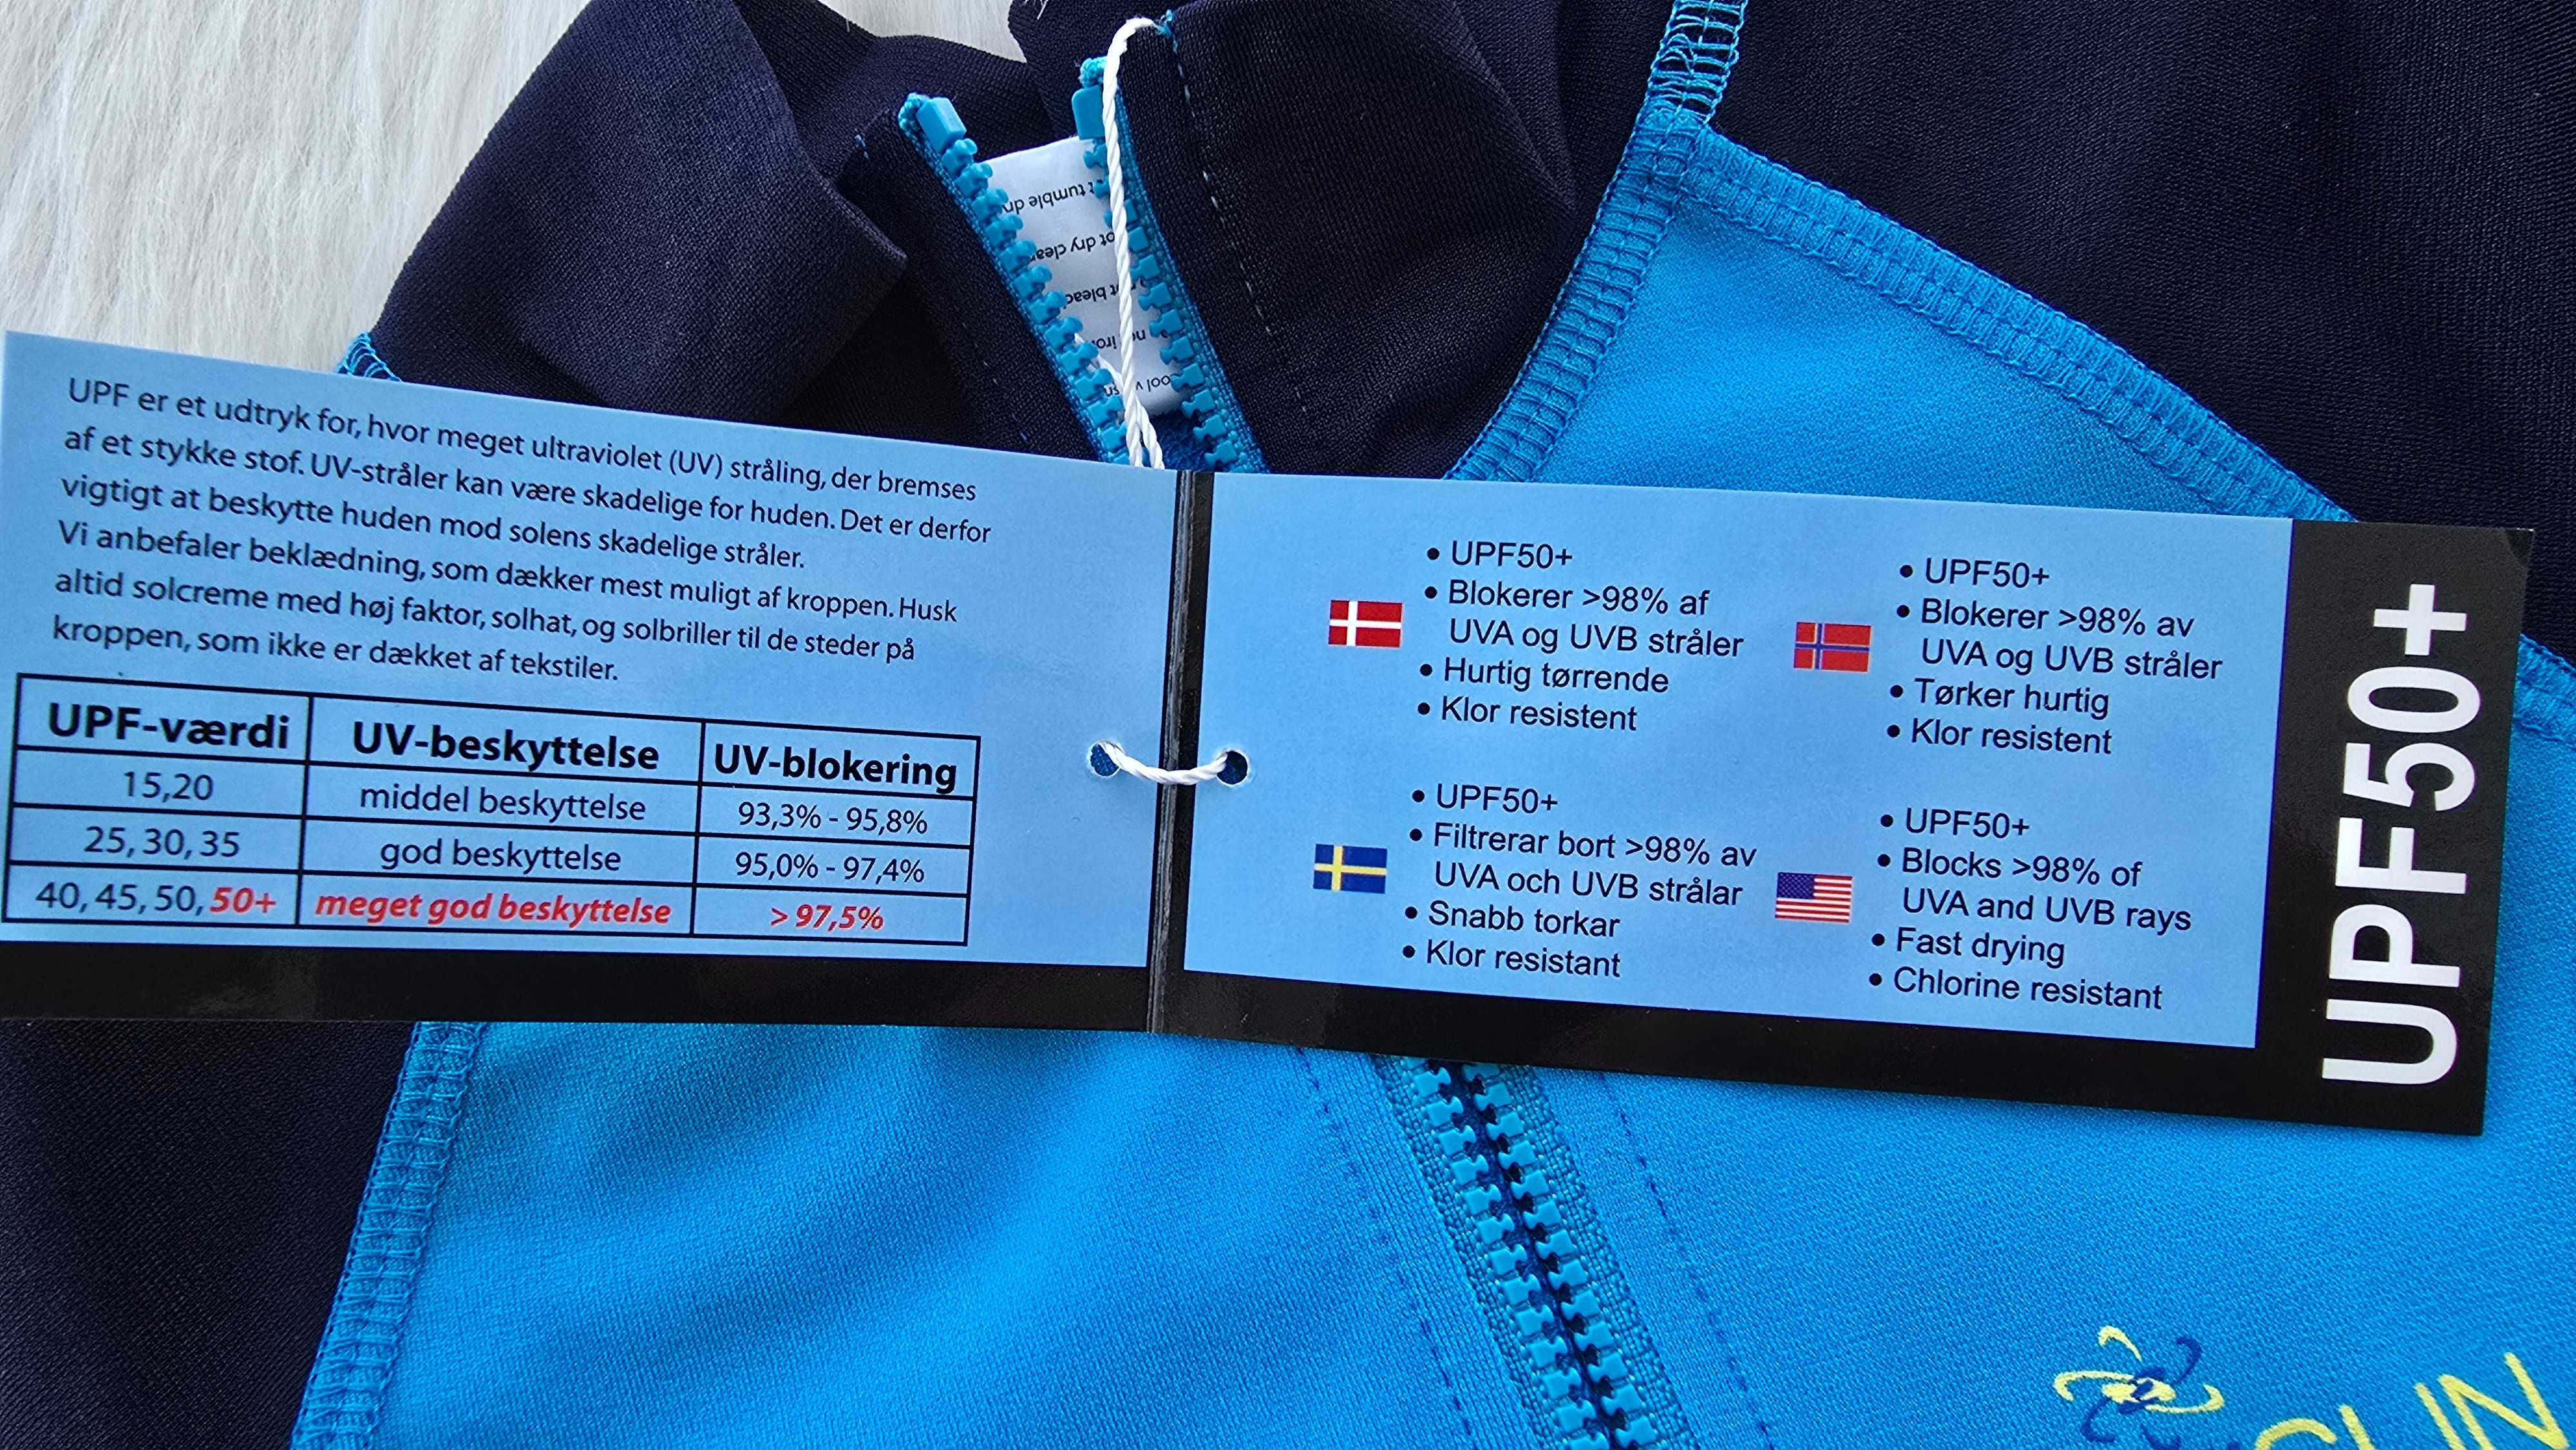 UPF er et udtryk for, hvor meget ultraviolet (UV) stråling, der bremses
af et stykke stof. UV-stråler kan være skadelige for huden. Det er derfor
vigtigt at beskytte huden mod solens skadelige stråler.
Vi anbefaler beklædning, som dækker mest muligt af kroppen. Husk
altid solcreme med høj faktor, solhat, og solbriller til de steder på
kroppen, som ikke er dækket af tekstiler.
UPF-værdi UV-beskyttelse UV-blokering
15,20 middel beskyttelse 93,3% - 95,8%
25, 30, 35 god beskyttelse 95,0% - 97,4%
40, 45, 50, 50+ meget god beskyttelse > 97,5%
• UPF50+
• Blokerer >98% af
UVA og UVB stråler
• Hurtig tørrende
• Klor resistent
• UPF50+
• Blokerer >98% av
UVA og UVB stråler
• Tørker hurtig
• Klor resistent
• UPF50+
• Filtrerar bort >98% av
UVA och UVB strålar
• Snabb torkar
• Klor resistant
• UPF50+
• Blocks >98% of
UVA and UVB rays
• Fast drying
• Chlorine resistant
UPF50+
tumble
dry
iron
SUN